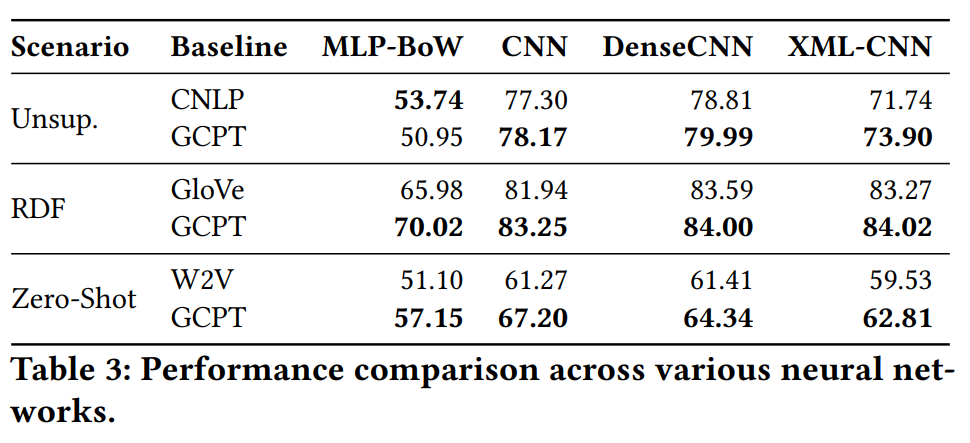 Scenario Baseline MLP-BoW CNN DenseCNN XML-CNN
Unsup. CNLP 53.74 77.30 78.81 71.74
GCPT 50.95 78.17 79.99 73.90
RDF GloVe 65.98 81.94 83.59 83.27
GCPT 70.02 83.25 84.00 84.02
Zero-Shot W2V 51.10 61.27 61.41 59.53
GCPT 57.15 67.20 64.34 62.81
Table 3: Performance comparison across various neural net-
works.